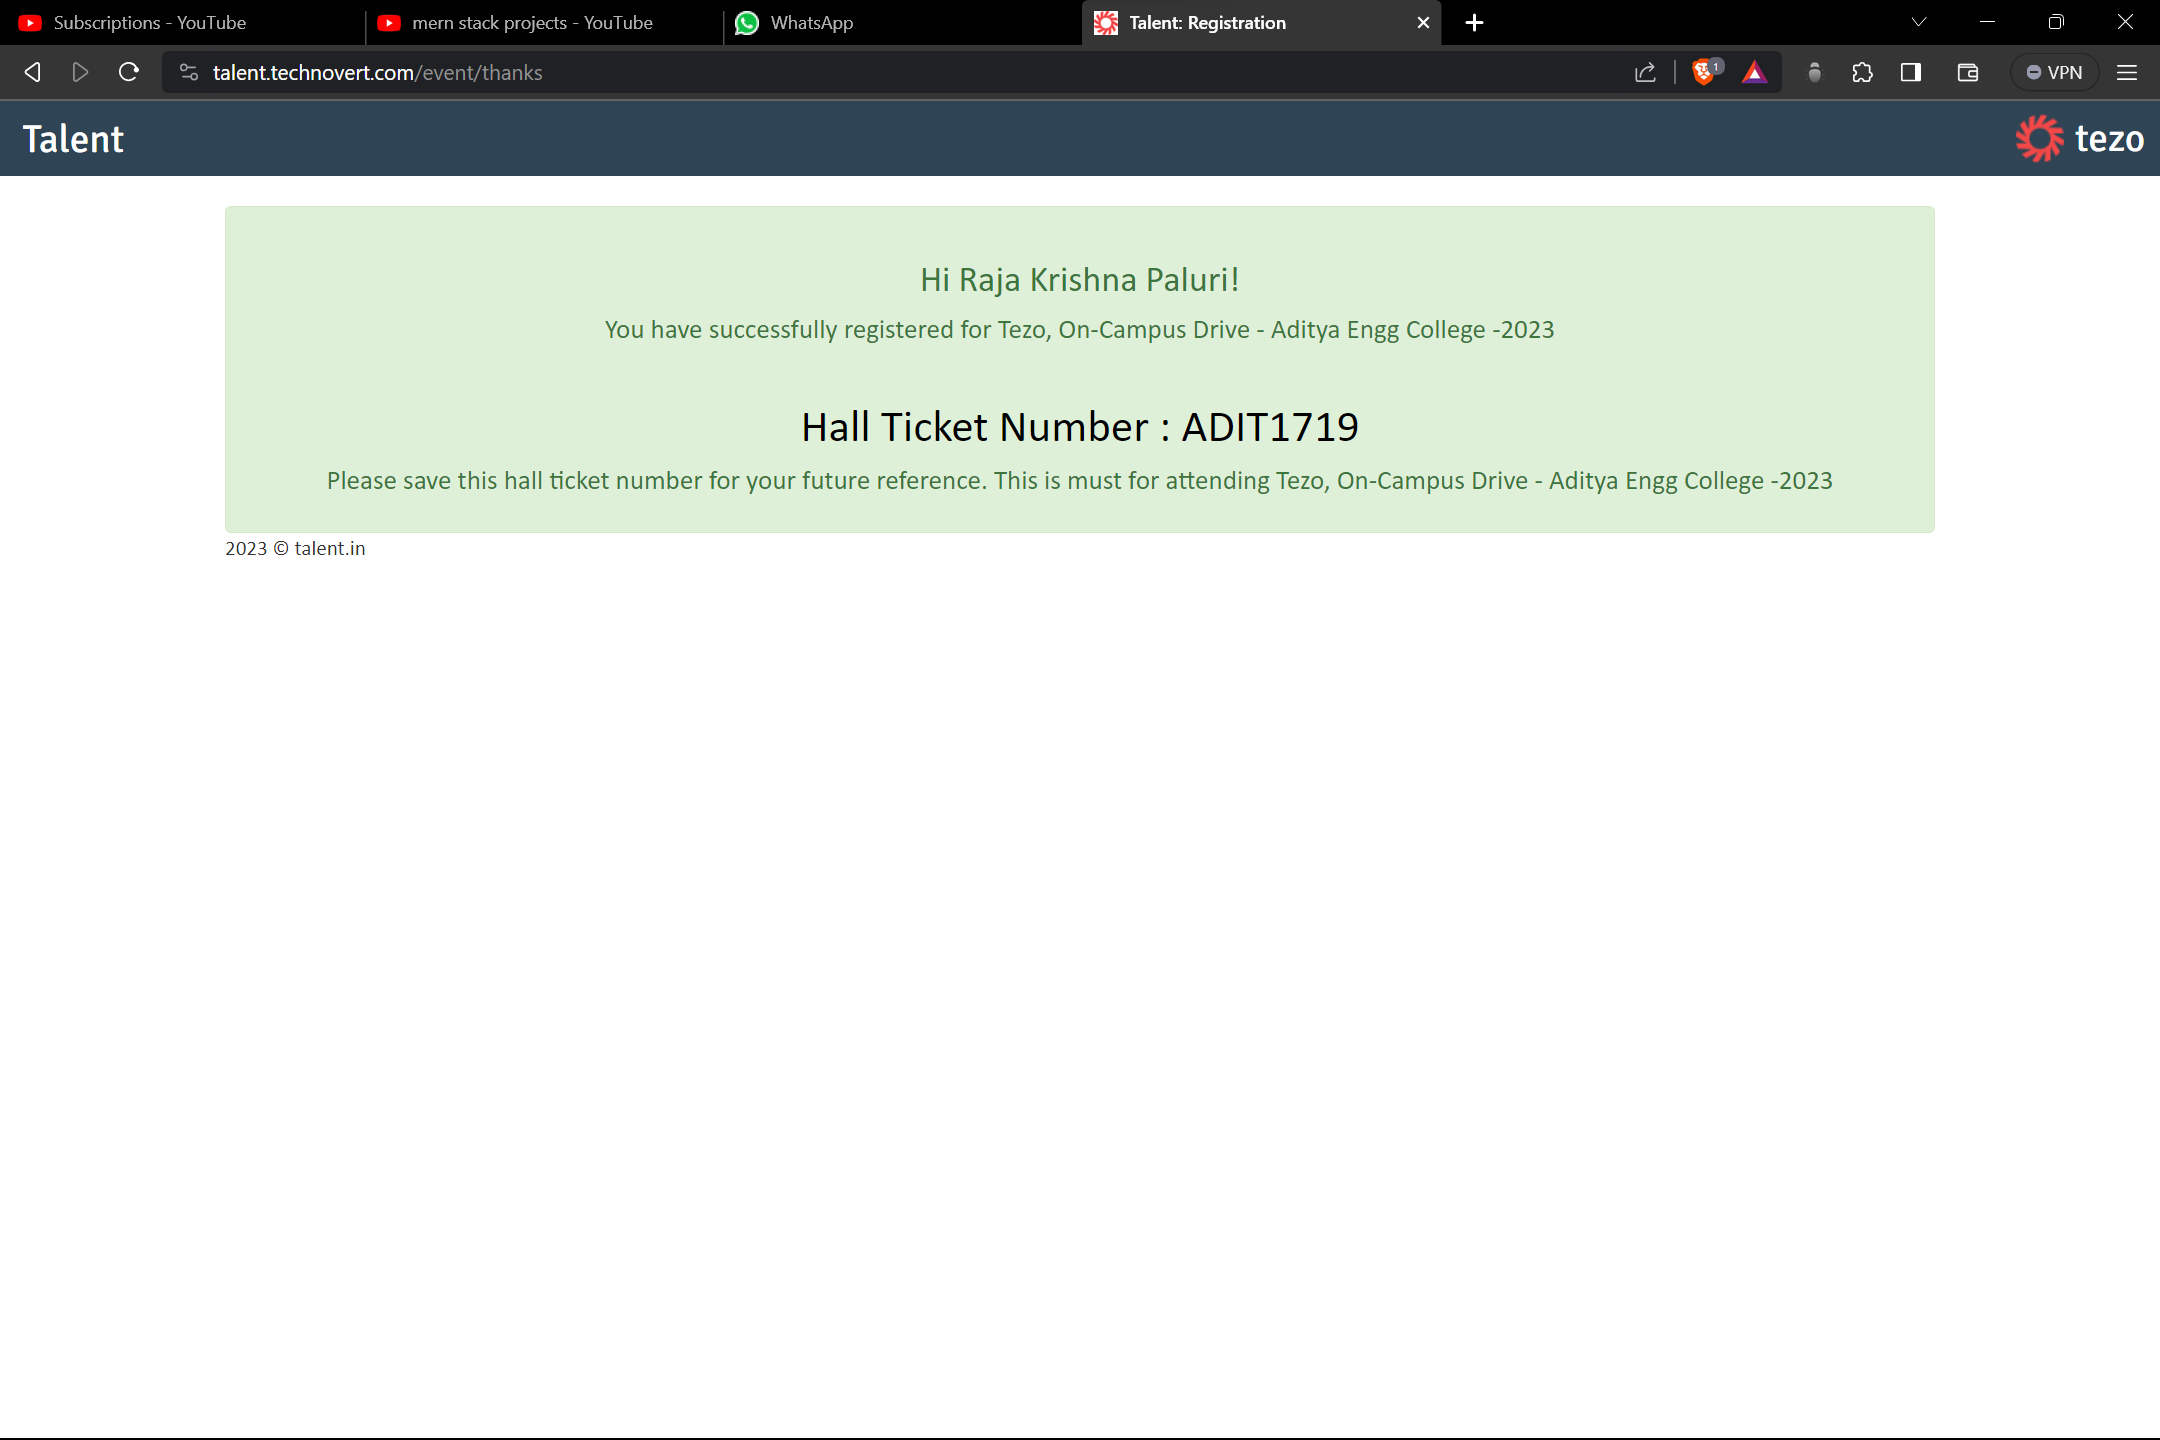 Subscriptions - YouTube
mern stack projects - YouTube
WhatsApp
Talent: Registration
talent.technovert.com/event/thanks
1
VPN
Talent
tezo
Hi Raja Krishna Paluri!
You have successfully registered for Tezo, On-Campus Drive - Aditya Engg College -2023
Hall Ticket Number : ADIT1719
Please save this hall ticket number for your future reference. This is must for attending Tezo, On-Campus Drive - Aditya Engg College -2023
2023 © talent.in